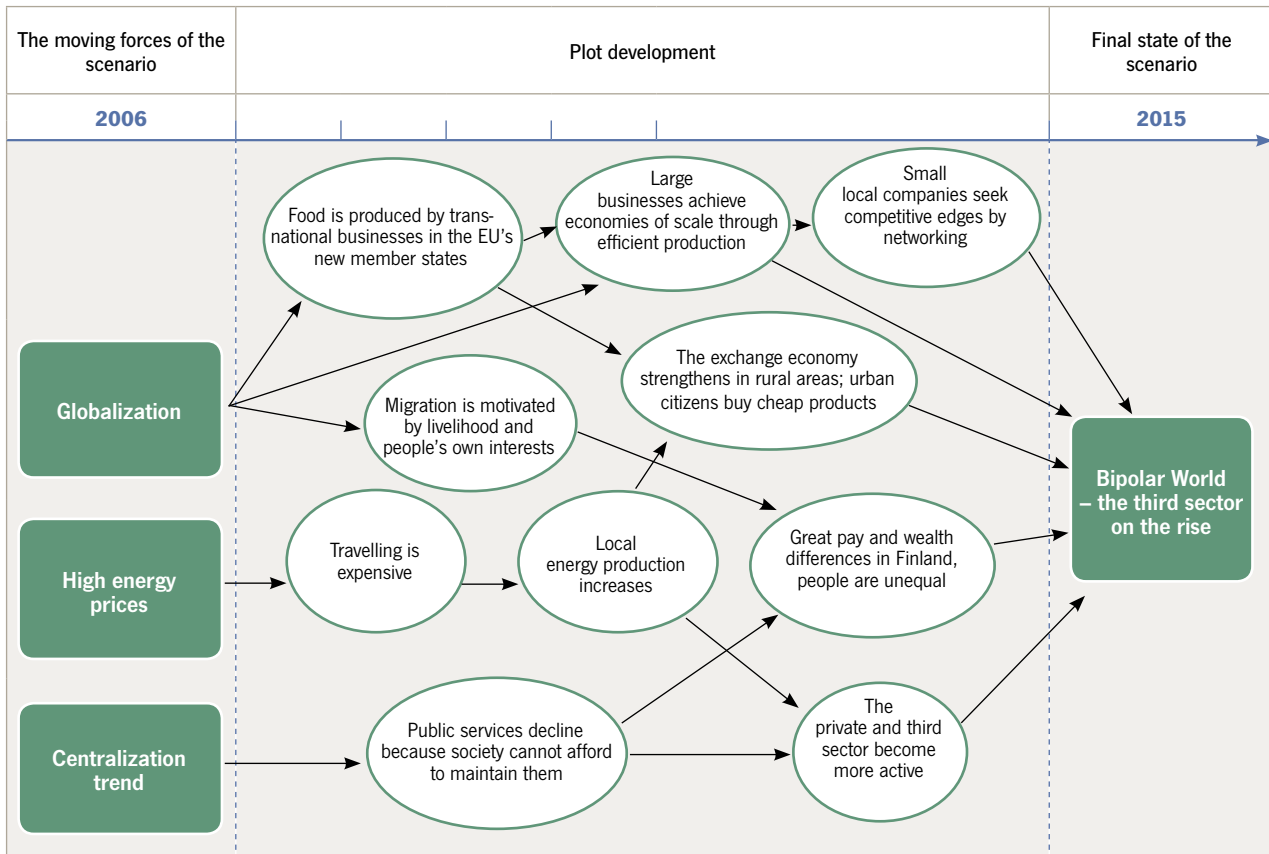 The moving forces of the
scenario
Plot development
Final state of the
scenario
2006
2015
Food is produced by trans-
national businesses in the EU's
new member states
Large
businesses achieve
economies of scale through
efficient production
Small
local companies seek
competitive edges by
networking
Globalization
Migration is motivated
by livelihood and
people's own interests
The exchange economy
strengthens in rural areas; urban
citizens buy cheap products
Bipolar World
– the third sector
on the rise
High energy
prices
Travelling is
expensive
Local
energy production
increases
Great pay and wealth
differences in Finland,
people are unequal
Centralization
trend
Public services decline
because society cannot afford
to maintain them
The
private and third
sector become
more active